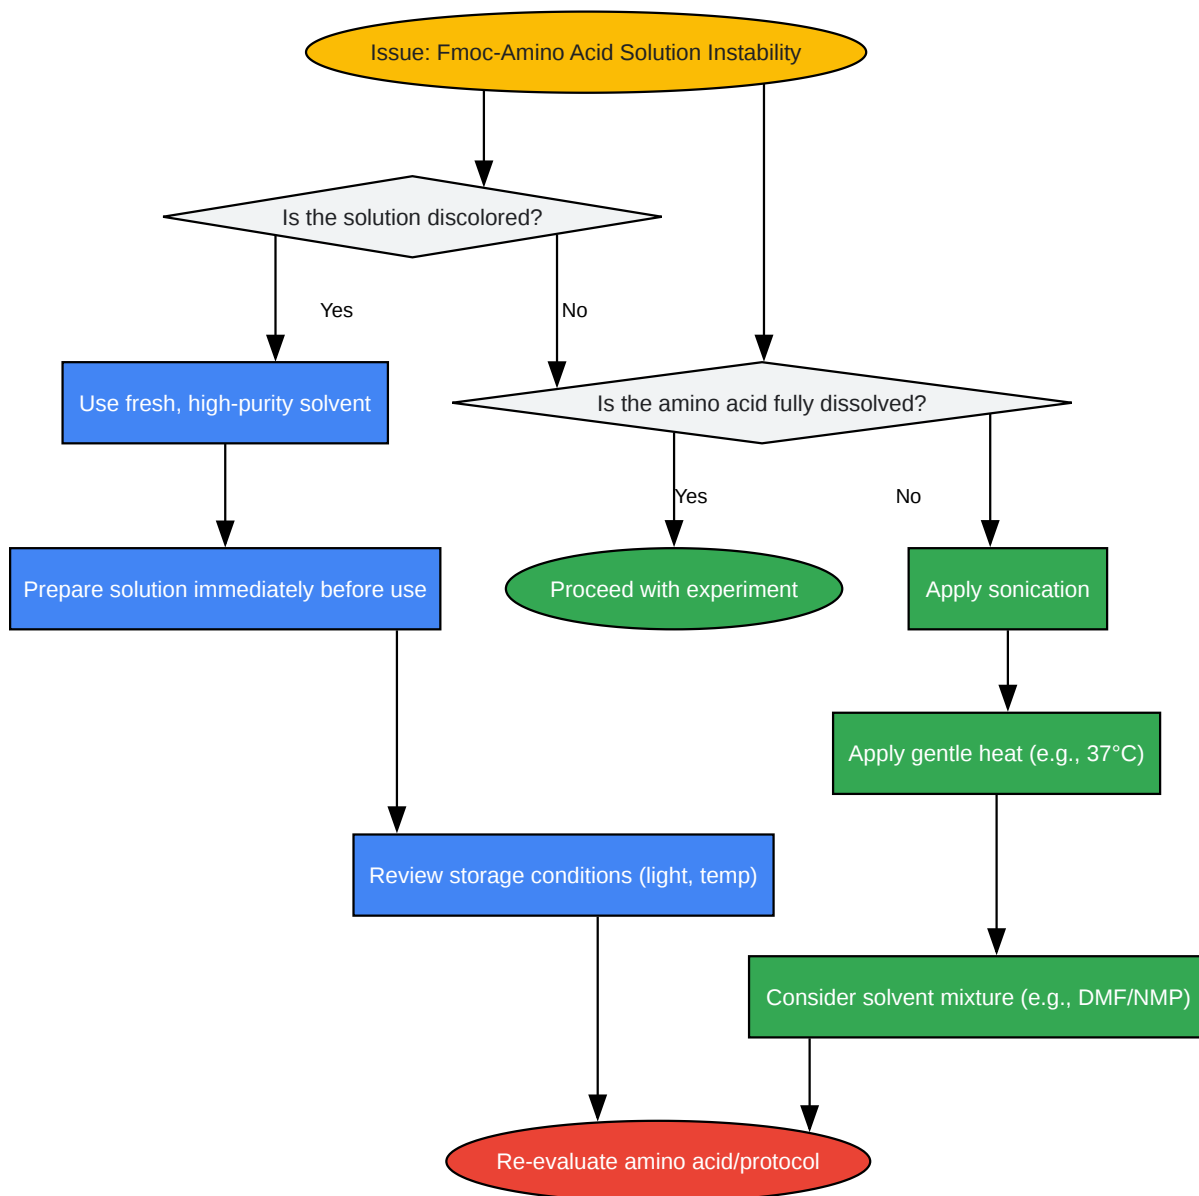 Issue: Fmoc-Amino Acid Solution Instability
Is the solution discolored?
Yes
No
Use fresh, high-purity solvent
Is the amino acid fully dissolved?
Yes
No
Prepare solution immediately before use
Proceed with experiment
Apply sonication
Apply gentle heat (e.g., 37°C)
Review storage conditions (light, temp)
Consider solvent mixture (e.g., DMF/NMP)
Re-evaluate amino acid/protocol